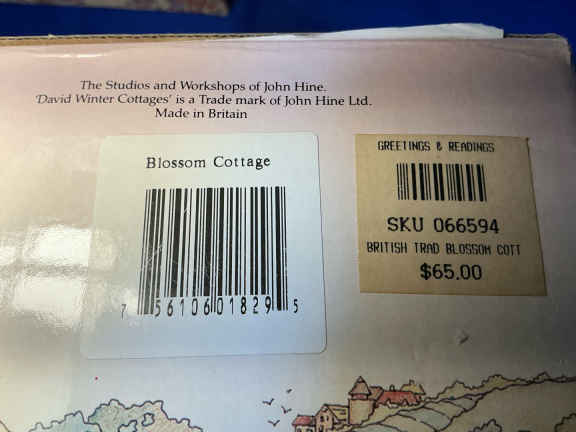 The Studios and Workshops of John Hine.
'David Winter Cottages' is a Trade mark of John Hine Ltd.
Made in Britain
Blossom Cottage
7 56106 01829 5
GREETINGS & READINGS
SKU 066594
BRITISH TRAD BLOSSOM COTT
$65.00